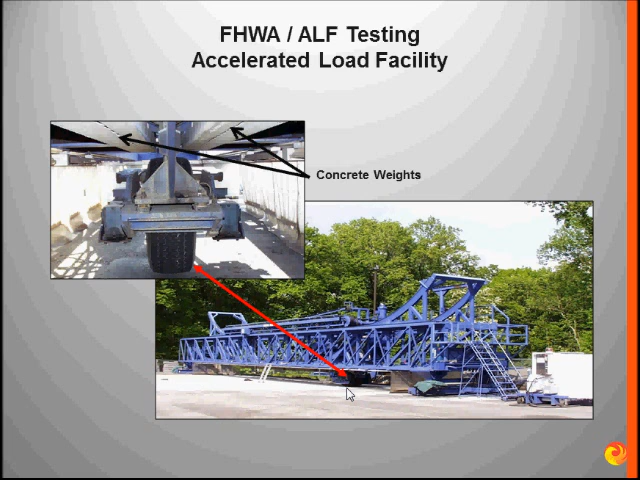 FHWA / ALF Testing
Accelerated Load Facility
Concrete Weights